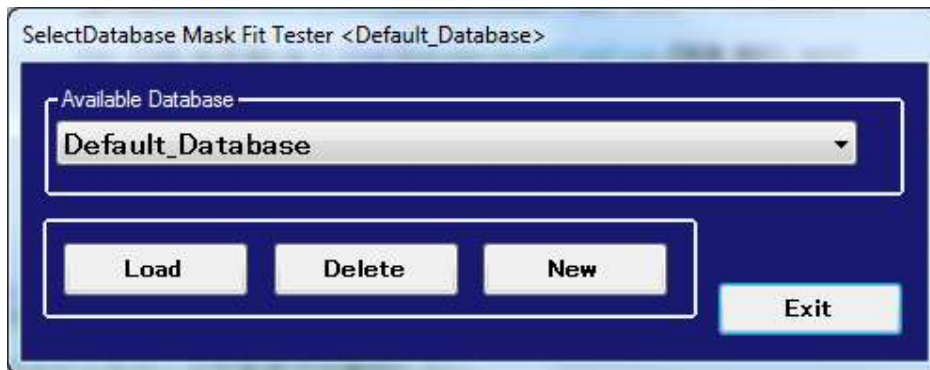 SelectDatabase Mask Fit Tester <Default_Database>
Available Database
Default_Database
Load Delete New
Exit